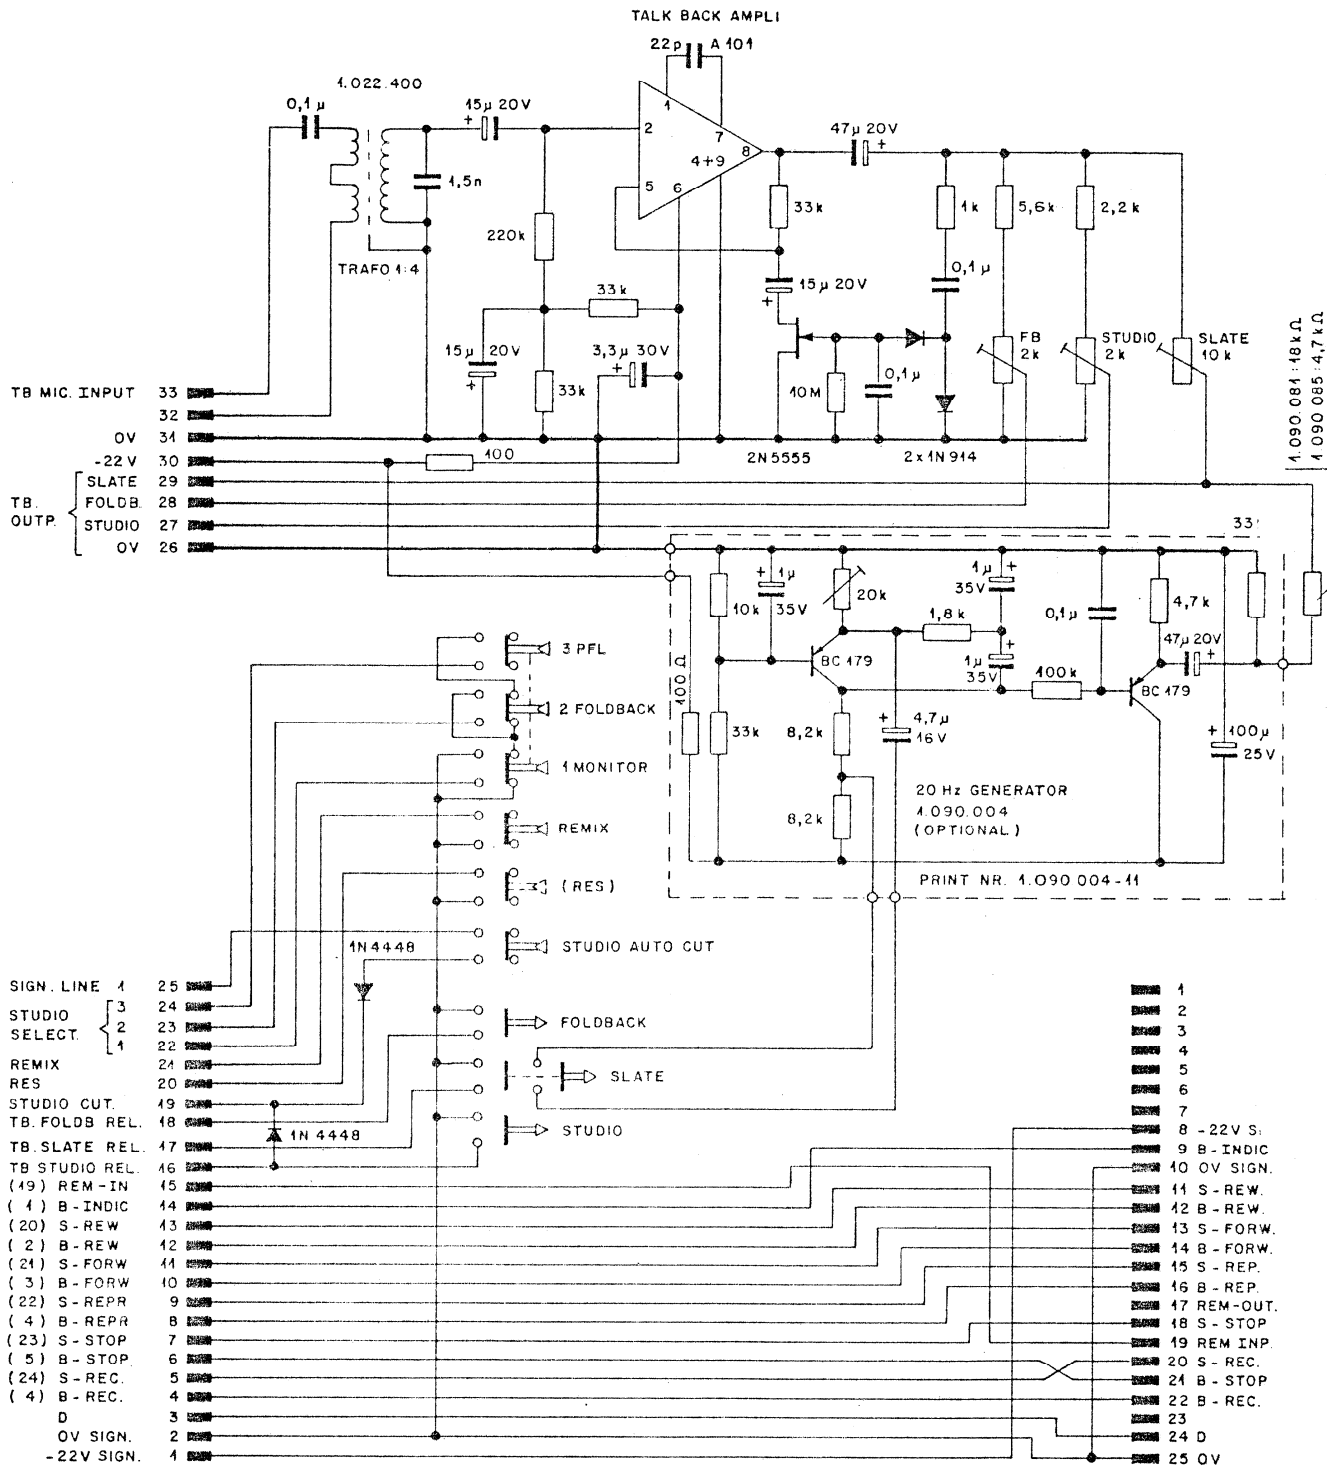 TALK BACK AMPLI
22p A 101
1.022.400
0,1 µ
15µ 20V
+
1
2
7
8
4+9
5
6
47µ 20V
+
1,5n
220k
33k
1k
5,6k
2,2k
TRAFO 1:4
33k
15µ 20V
+
0,1 µ
15µ 20V
+
3,3µ 30V
+
33k
10M
0,1µ
FB
2k
STUDIO
2k
SLATE
10k
1.090.081 : 18kΩ
1.090.085 : 4,7 kΩ
2N5555
2x1N914
100
TB MIC. INPUT 33
32
0V 31
-22 V 30
TB.
OUTP.
SLATE 29
FOLDB. 28
STUDIO 27
0V 26
33
10k
+ 1µ
35V
20k
1µ +
35V
1,8k
0,1µ
4,7k
47µ 20V
+
BC 179
1µ +
35V
100k
BC 179
100 Ω
33k
8,2k
+ 4,7µ
16V
+ 100µ
25V
8,2k
20 Hz GENERATOR
1.090.004
(OPTIONAL)
PRINT NR. 1.090 004-11
3 PFL
2 FOLDBACK
1 MONITOR
REMIX
(RES)
STUDIO AUTO CUT
1N4448
FOLDBACK
SLATE
STUDIO
1N 4448
SIGN. LINE 1 25
STUDIO
SELECT.
3 24
2 23
1 22
REMIX 21
RES 20
STUDIO CUT. 19
TB. FOLDB REL. 18
TB. SLATE REL. 17
TB STUDIO REL. 16
(19) REM-IN 15
(1) B-INDIC 14
(20) S-REW 13
(2) B-REW 12
(21) S-FORW 11
(3) B-FORW 10
(22) S-REPR 9
(4) B-REPR 8
(23) S-STOP 7
(5) B-STOP. 6
(24) S-REC. 5
(4) B-REC. 4
D 3
0V SIGN. 2
-22V SIGN. 1
1
2
3
4
5
6
7
8 -22V S
9 B-INDIC
10 0V SIGN.
11 S-REW.
12 B-REW.
13 S-FORW.
14 B-FORW.
15 S-REP.
16 B-REP.
17 REM-OUT.
18 S-STOP
19 REM INP.
20 S-REC.
21 B-STOP
22 B-REC.
23
24 D
25 0V